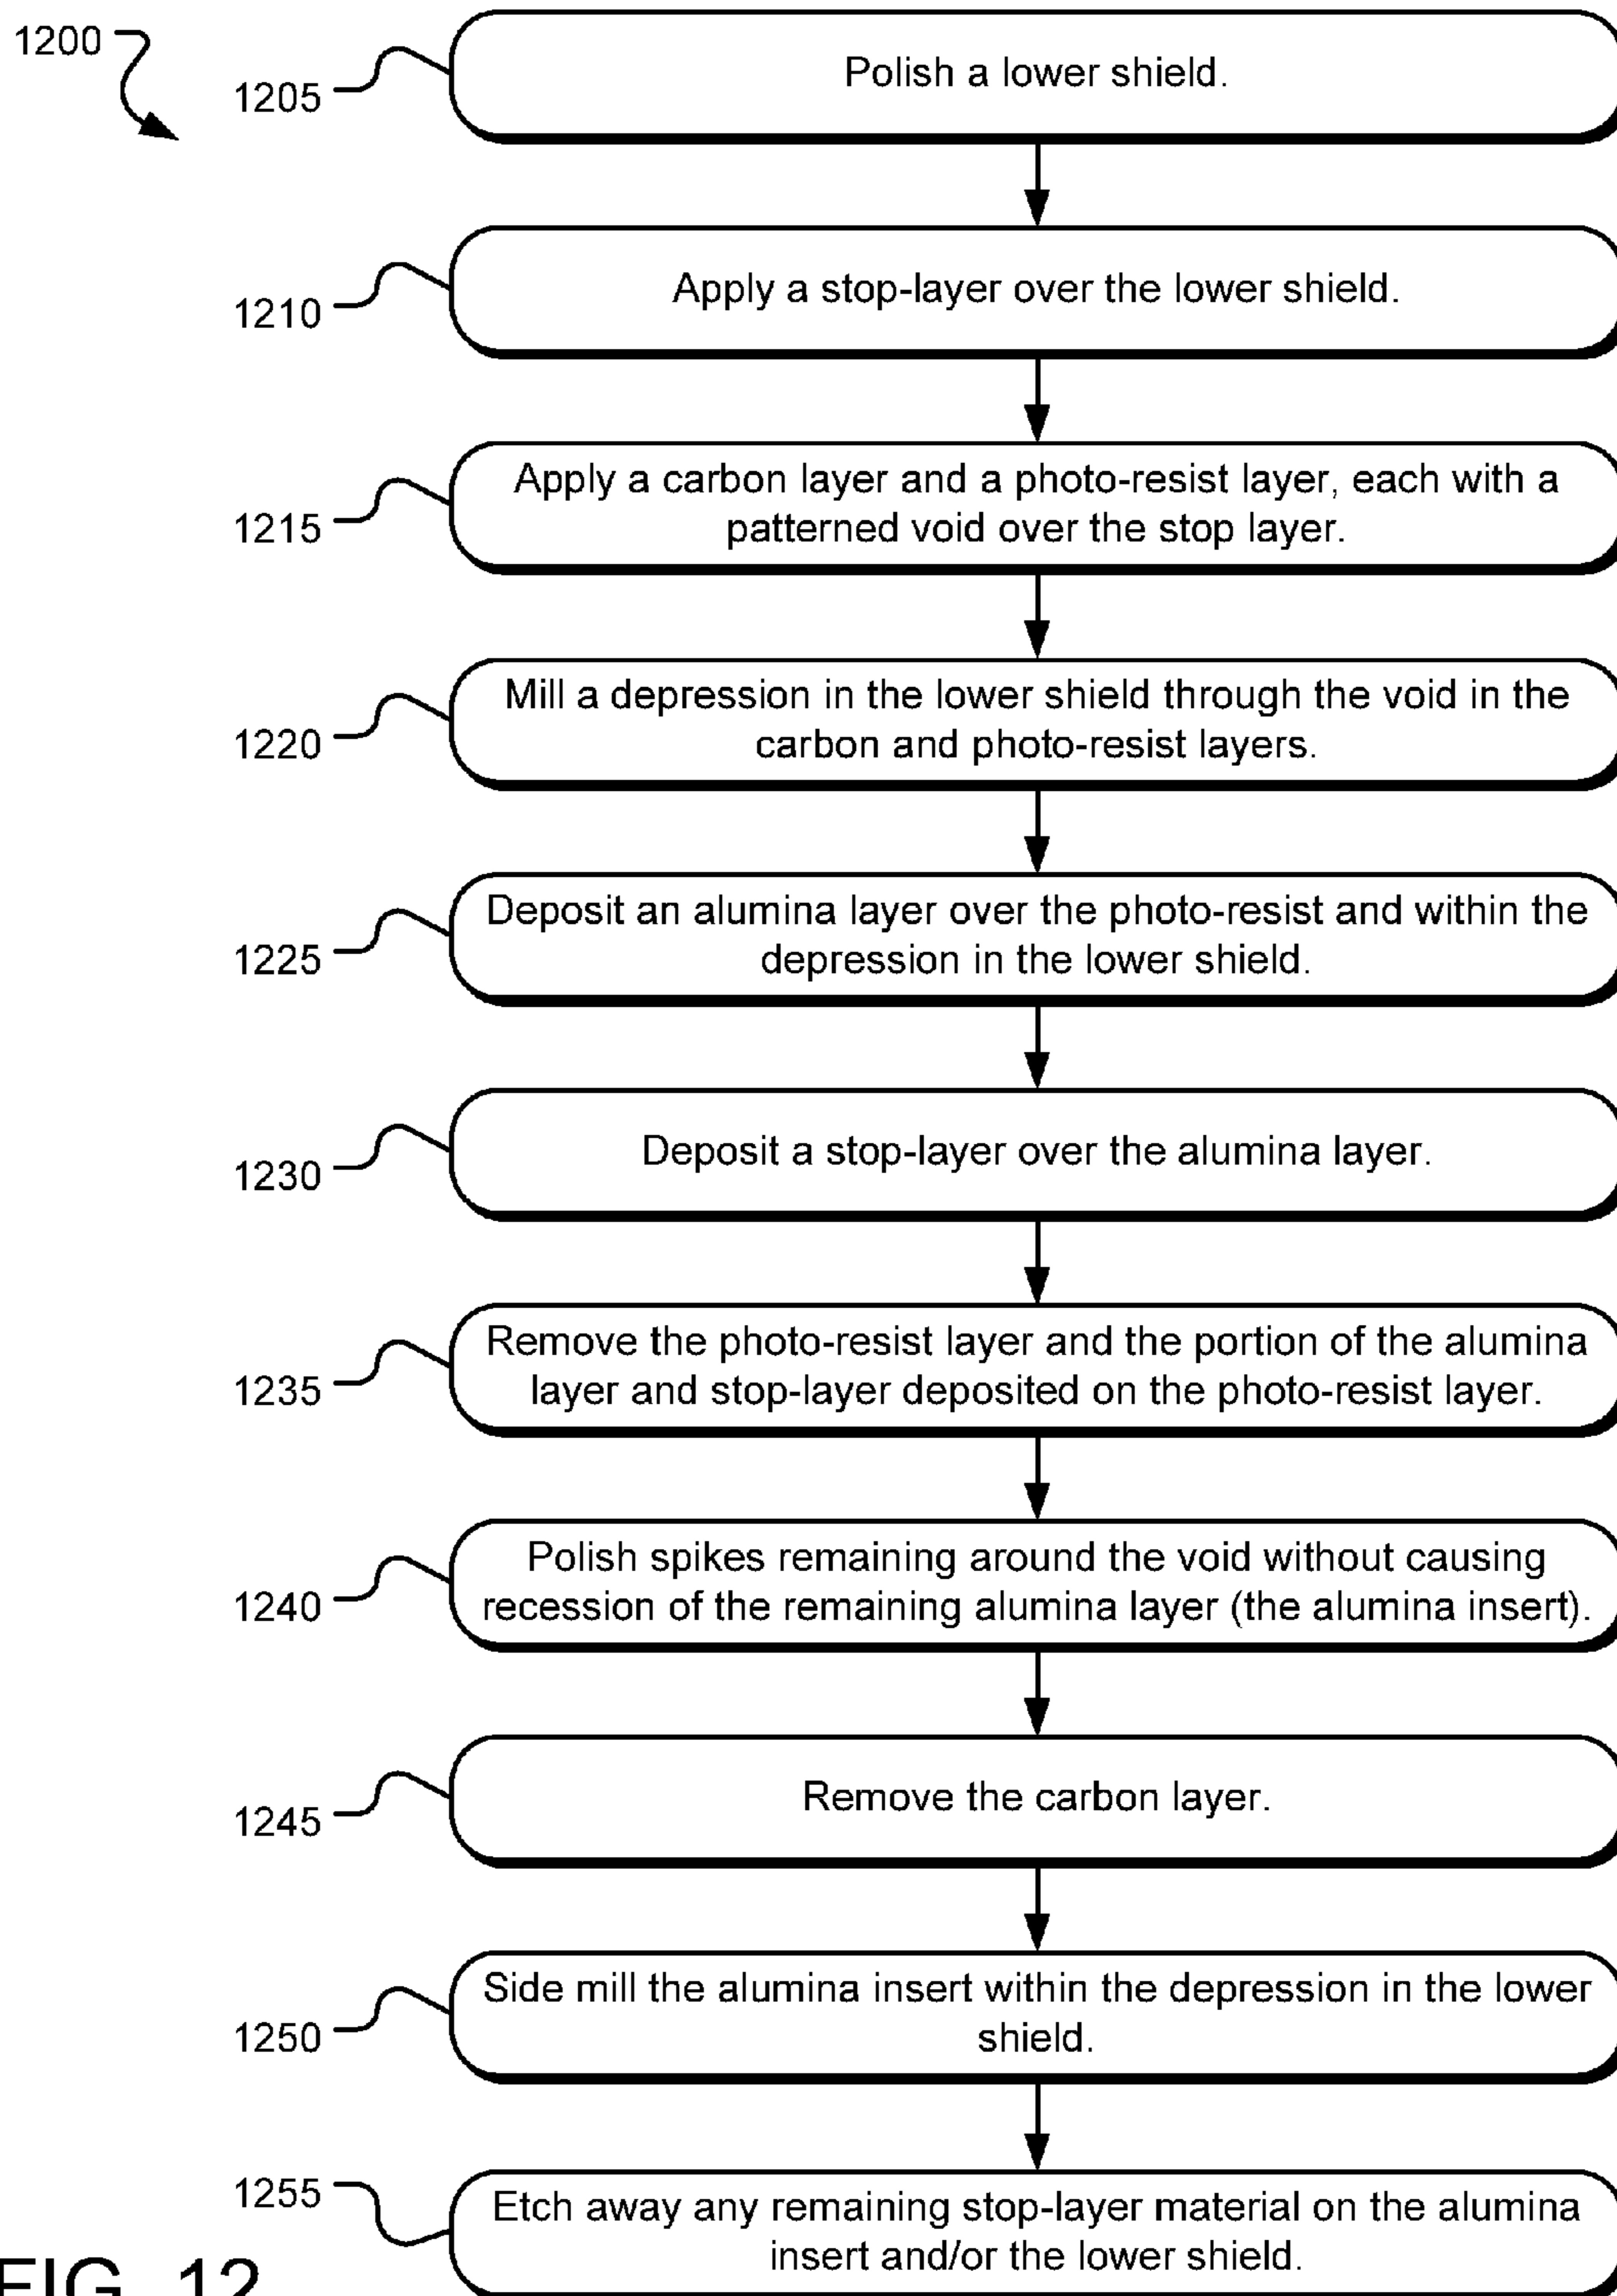 1200
1205
Polish a lower shield.
1210
Apply a stop-layer over the lower shield.
1215
Apply a carbon layer and a photo-resist layer, each with a
patterned void over the stop layer.
1220
Mill a depression in the lower shield through the void in the
carbon and photo-resist layers.
1225
Deposit an alumina layer over the photo-resist and within the
depression in the lower shield.
1230
Deposit a stop-layer over the alumina layer.
1235
Remove the photo-resist layer and the portion of the alumina
layer and stop-layer deposited on the photo-resist layer.
1240
Polish spikes remaining around the void without causing
recession of the remaining alumina layer (the alumina insert).
1245
Remove the carbon layer.
1250
Side mill the alumina insert within the depression in the lower
shield.
1255
Etch away any remaining stop-layer material on the alumina
insert and/or the lower shield.
FIG. 12